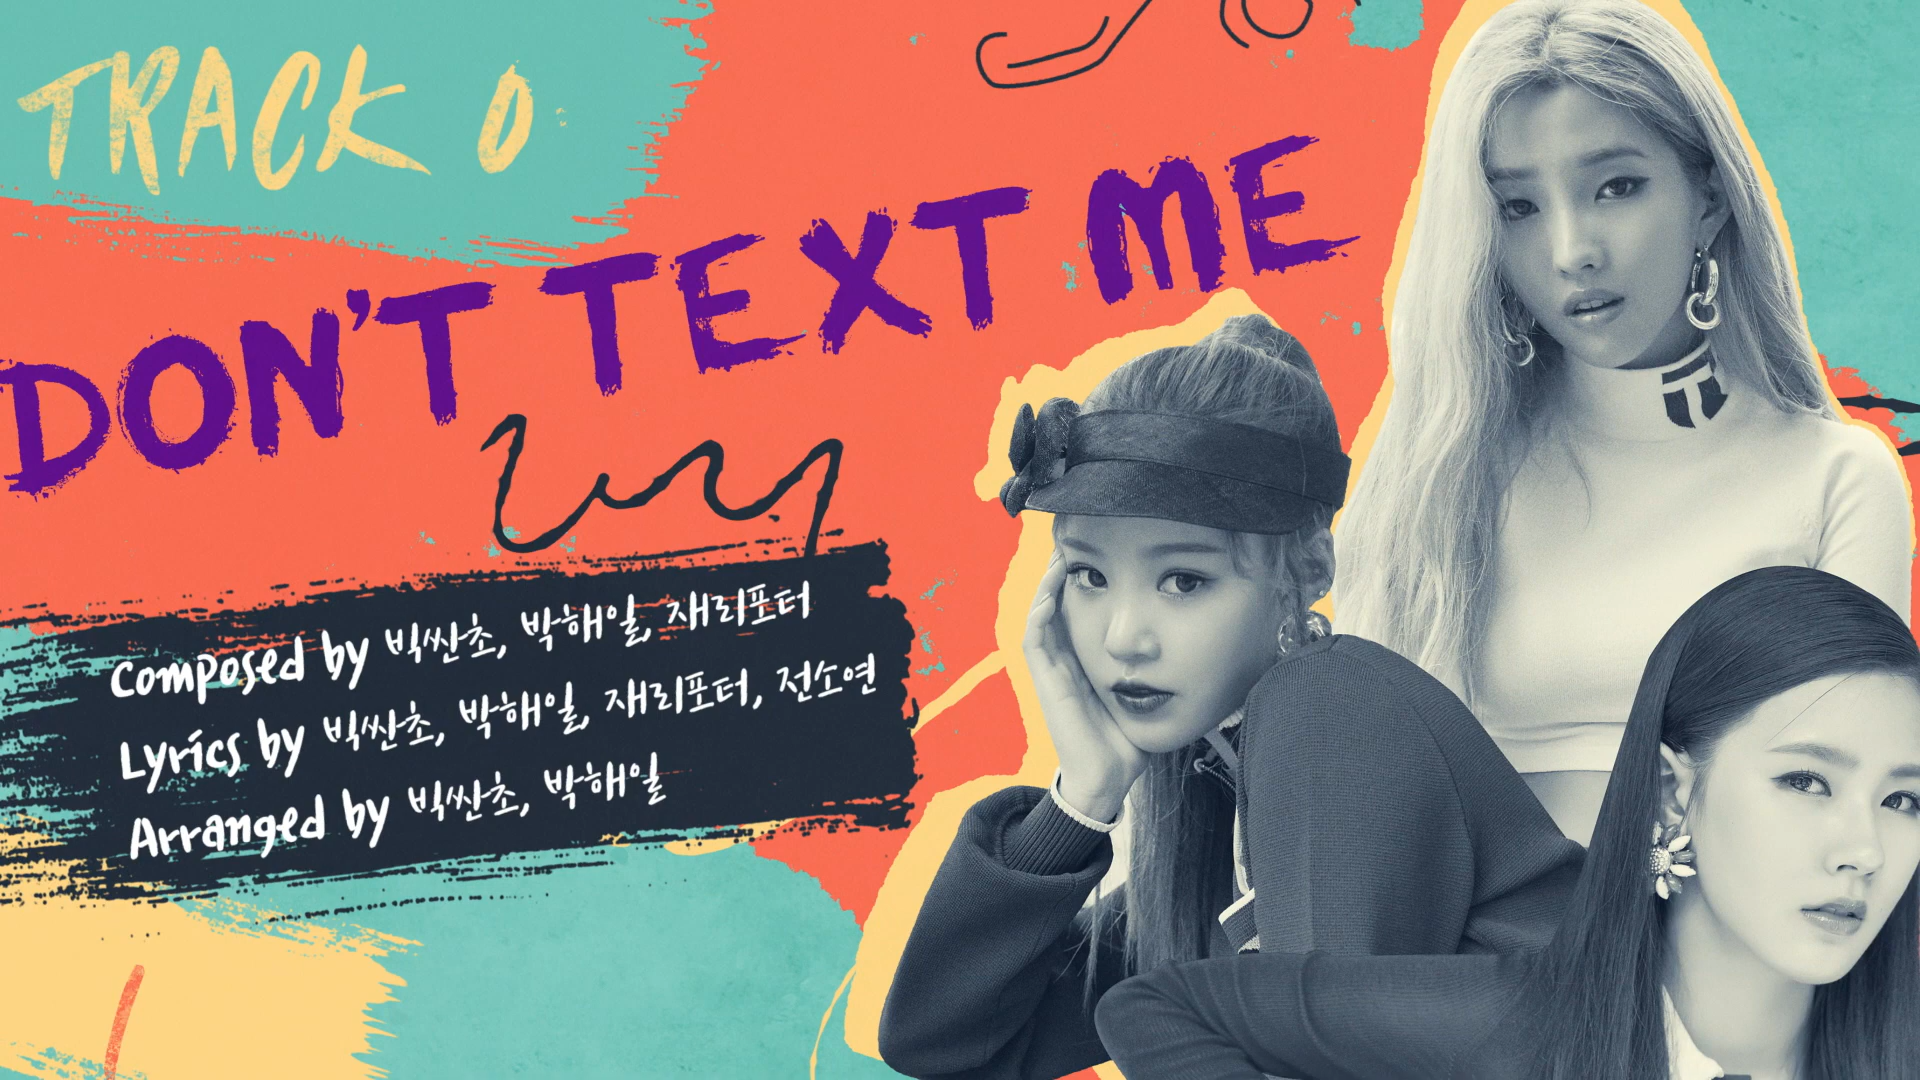 TRACK 0
DON'T TEXT ME
Composed by 빅싼초, 박해일, 재리포터
Lyrics by 빅싼초, 박해일, 재리포터, 전소연
Arranged by 빅싼초, 박해일